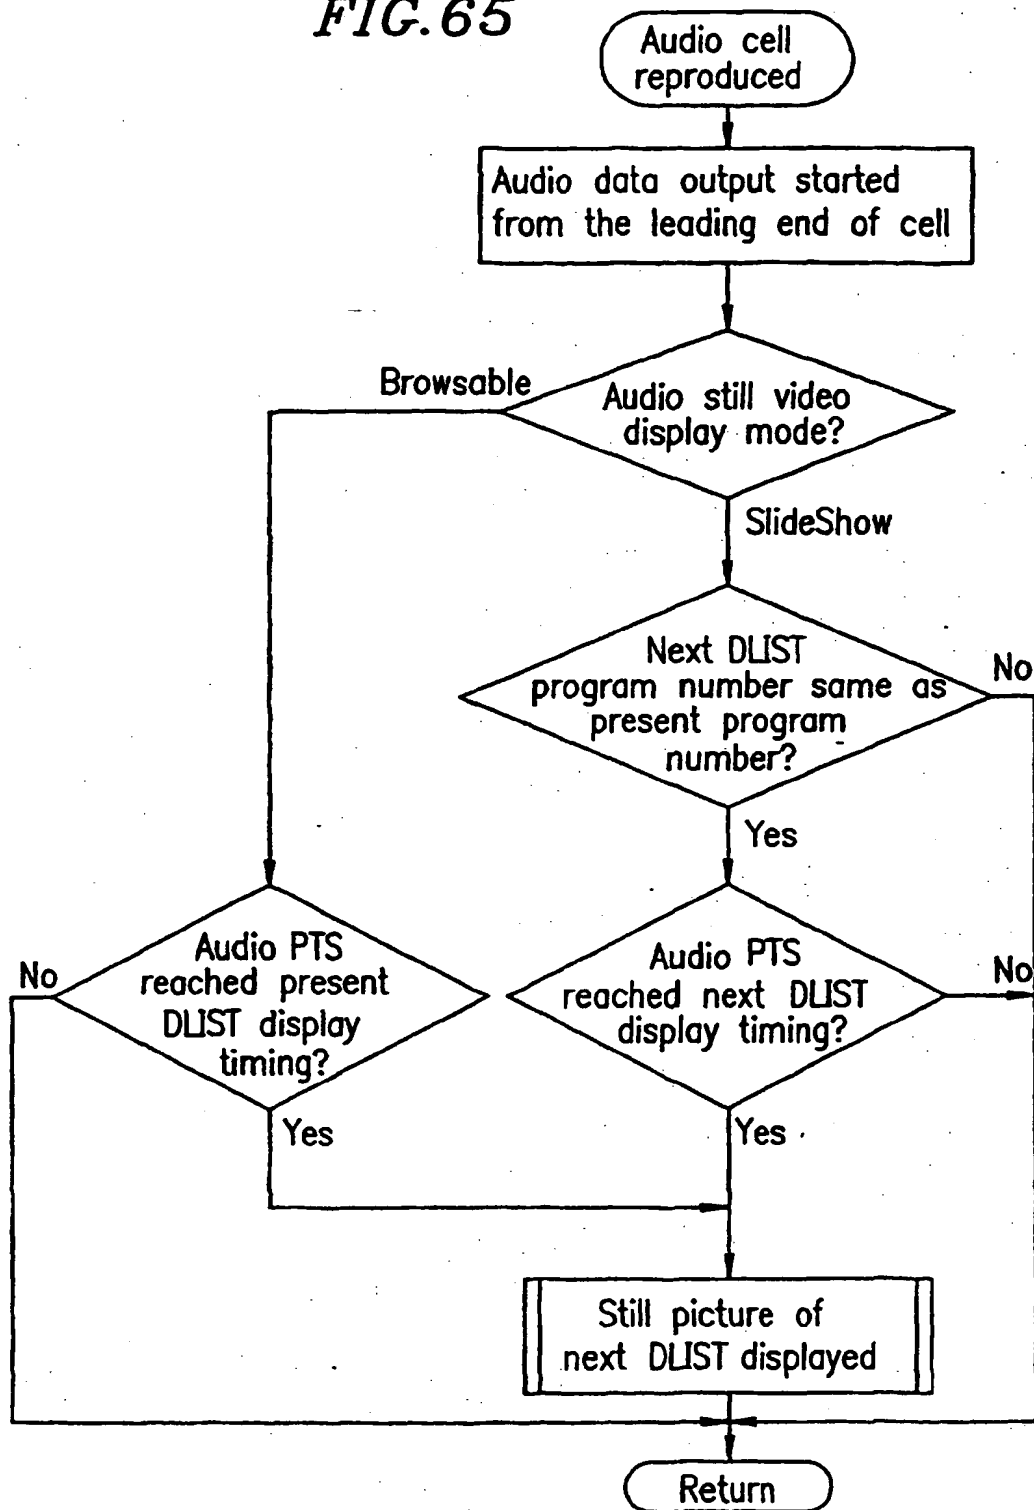 FIG.65
Audio cell
reproduced
Audio data output started
from the leading end of cell
Browsable
Audio still video
display mode?
SlideShow
Next DLIST
program number same as
present program
number?
No
Yes
Audio PTS
reached present
DLIST display
timing?
No
Yes
Audio PTS
reached next DLIST
display timing?
No
Yes
Still picture of
next DLIST displayed
Return